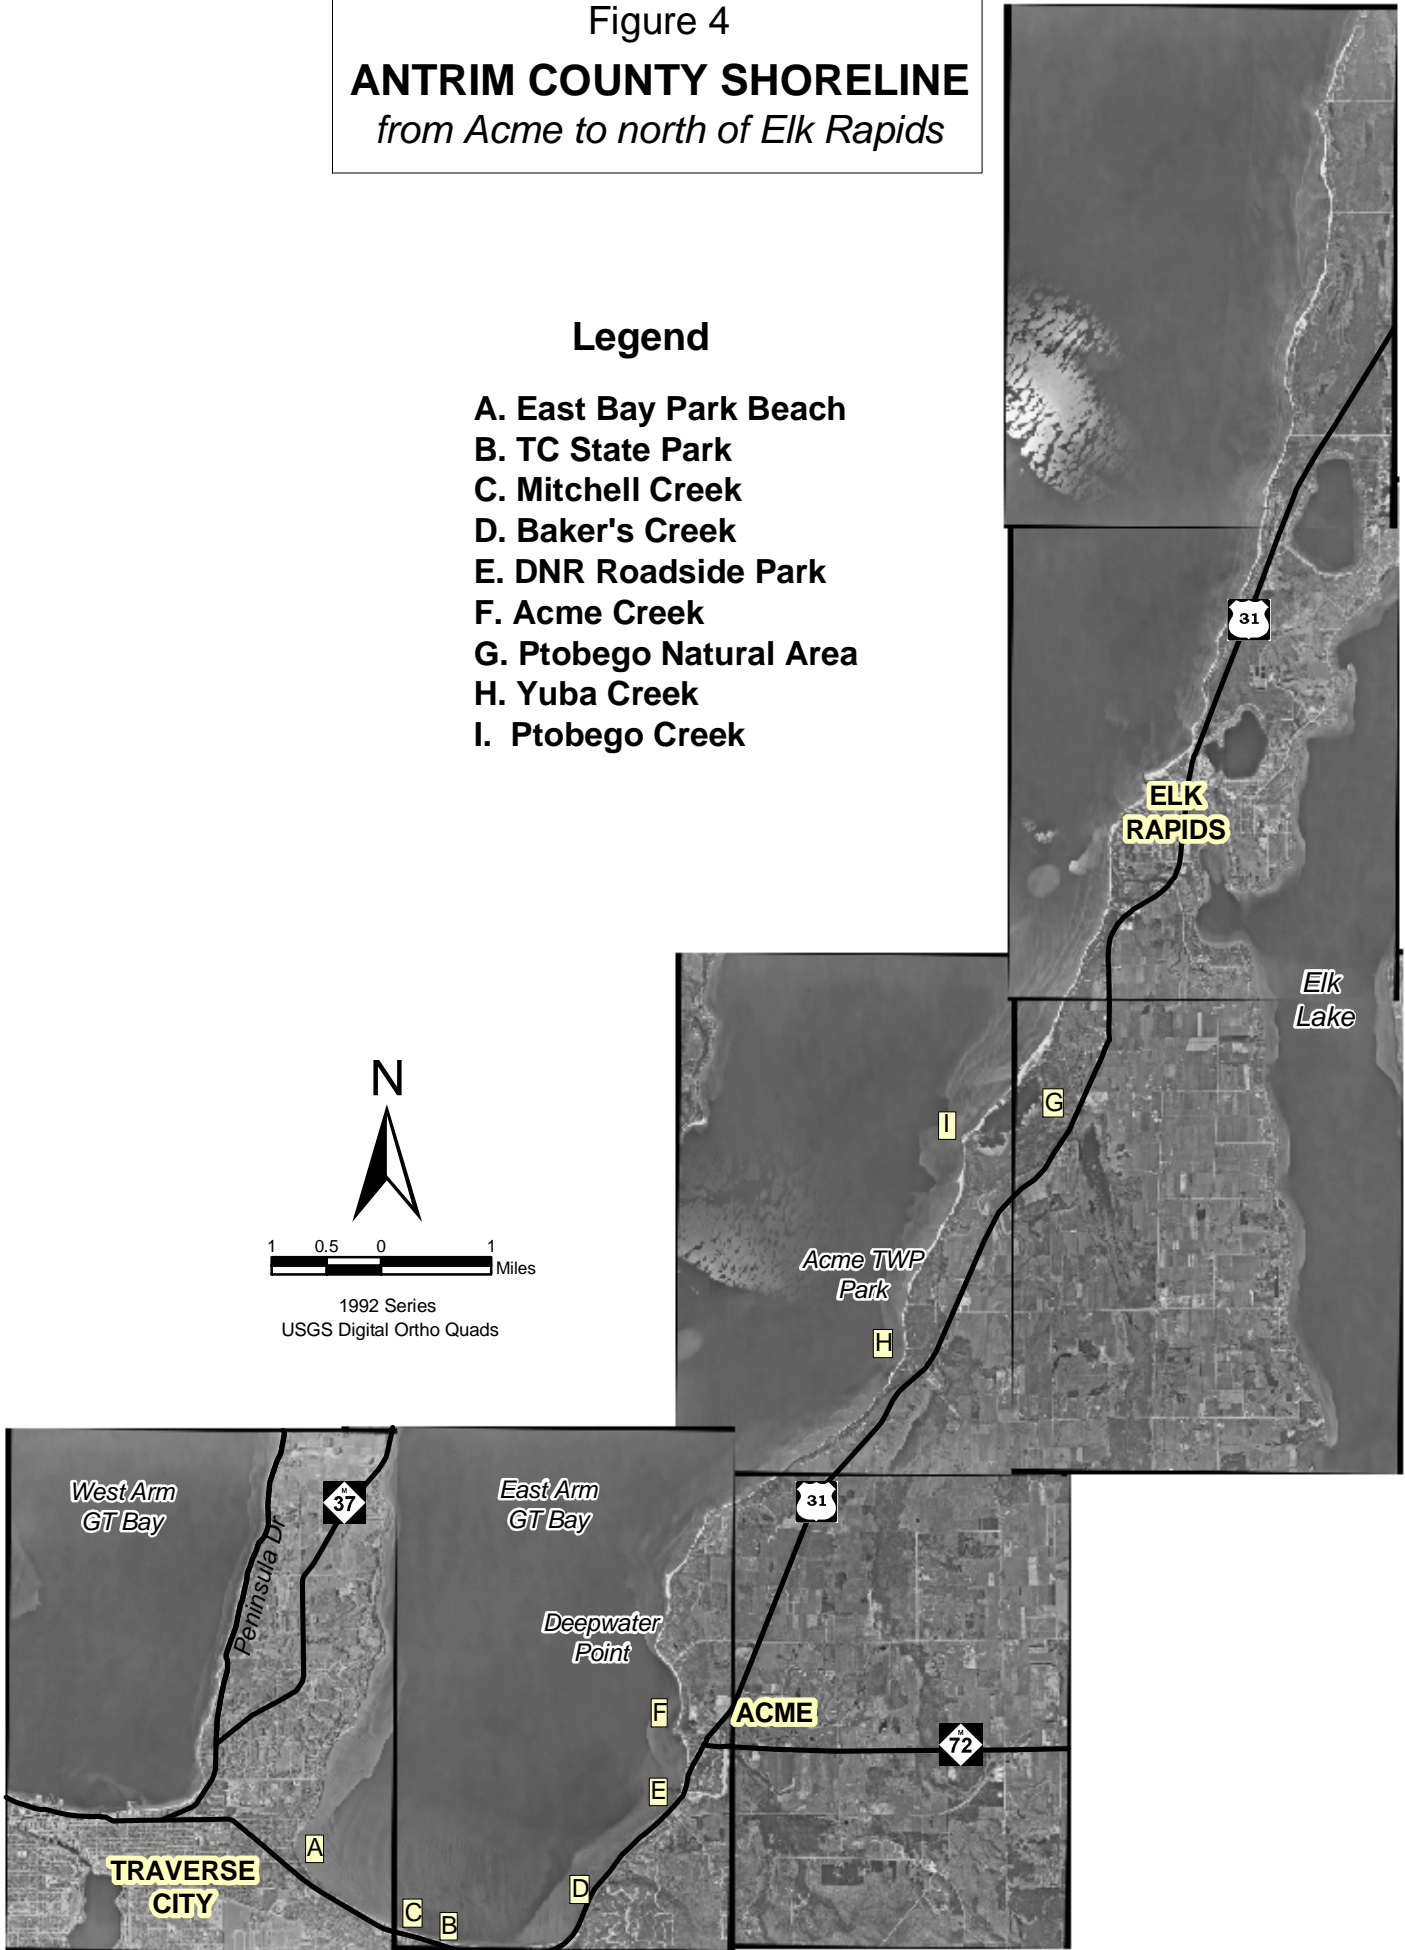 Figure 4
ANTRIM COUNTY SHORELINE
from Acme to north of Elk Rapids
Legend
A. East Bay Park Beach
B. TC State Park
C. Mitchell Creek
D. Baker's Creek
E. DNR Roadside Park
F. Acme Creek
G. Ptobego Natural Area
H. Yuba Creek
I. Ptobego Creek
31
ELK
RAPIDS
Elk
Lake
N
G
I
1 0.5 0 1
Miles
1992 Series
USGS Digital Ortho Quads
Acme TWP
Park
H
West Arm
GT Bay
M
37
East Arm
GT Bay
31
Peninsula Dr
Deepwater
Point
F
ACME
M
72
E
A
TRAVERSE
CITY
D
C
B